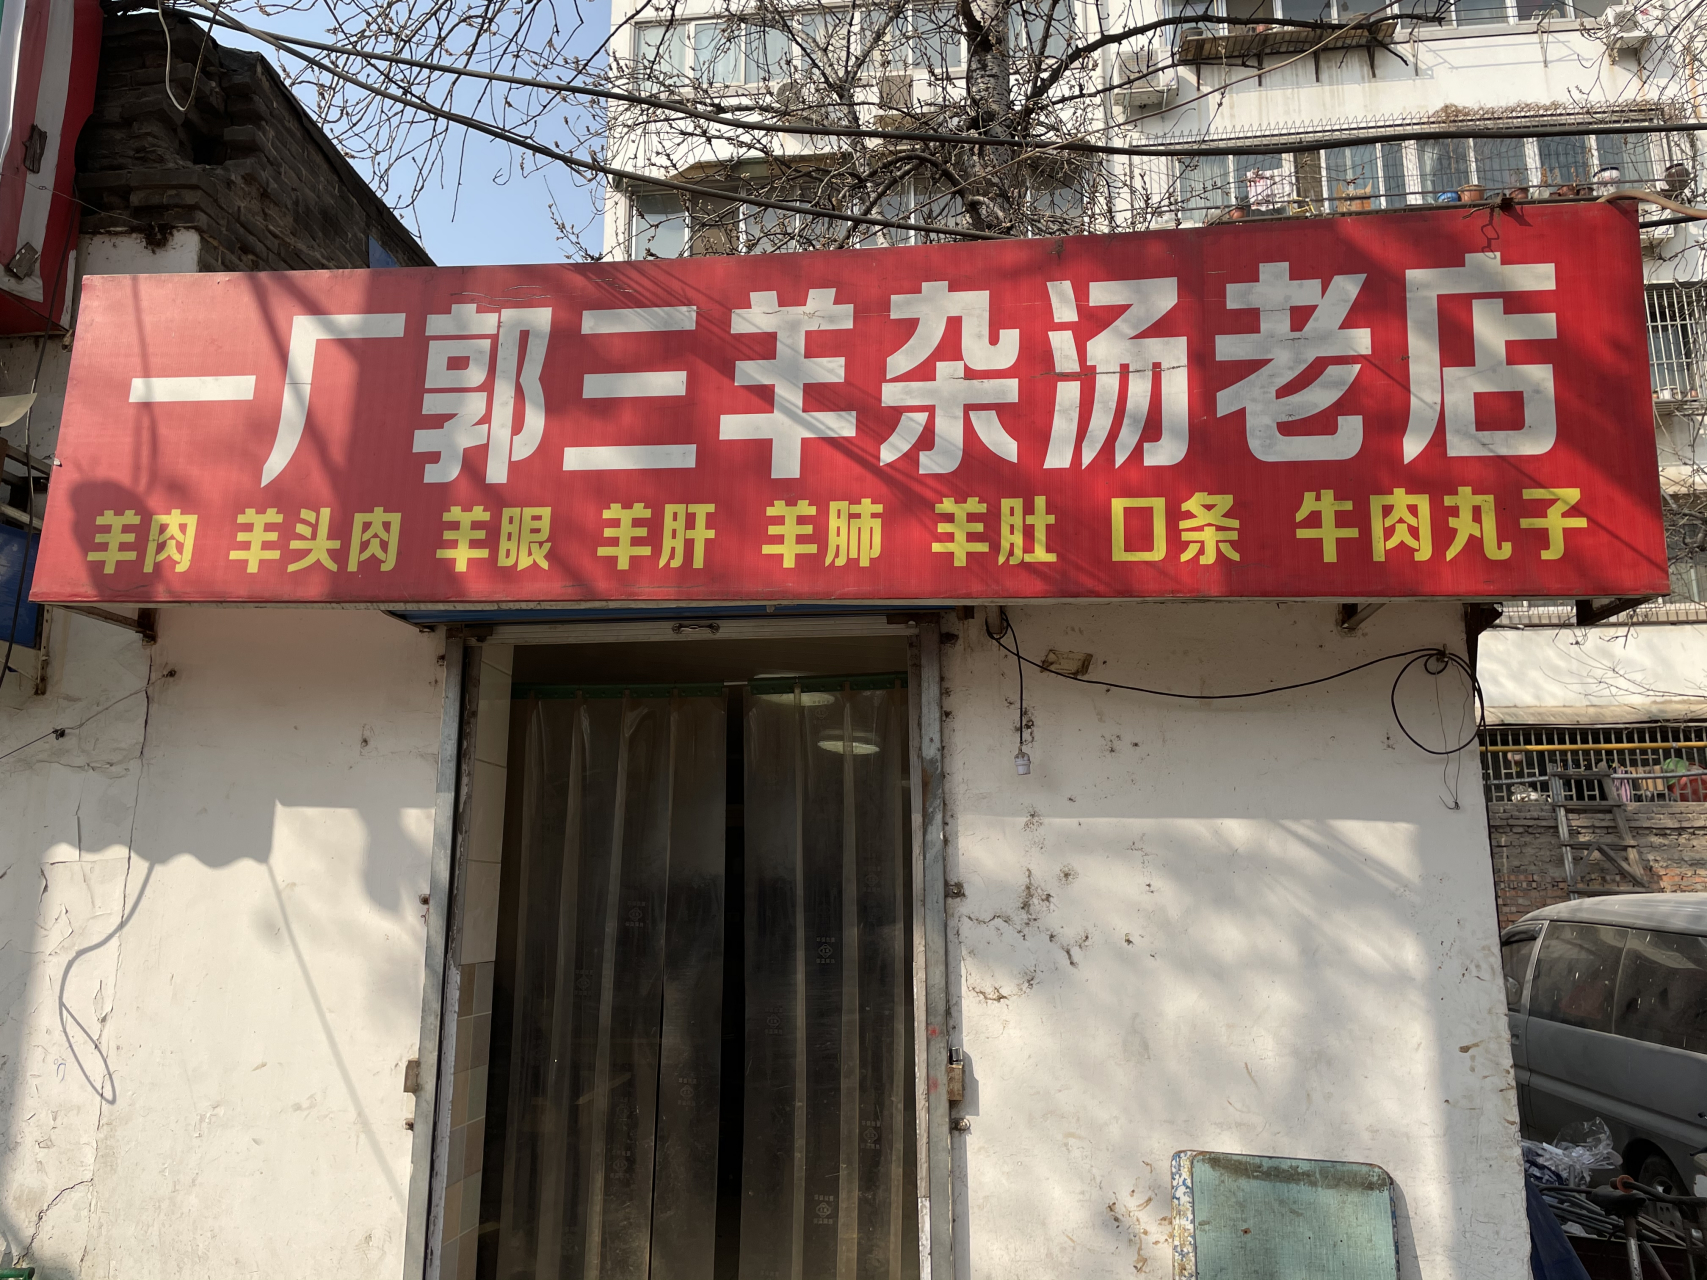 一厂郭三羊杂汤老店
羊肉 羊头肉 羊眼 羊肝 羊肺 羊肚 口条 牛肉丸子